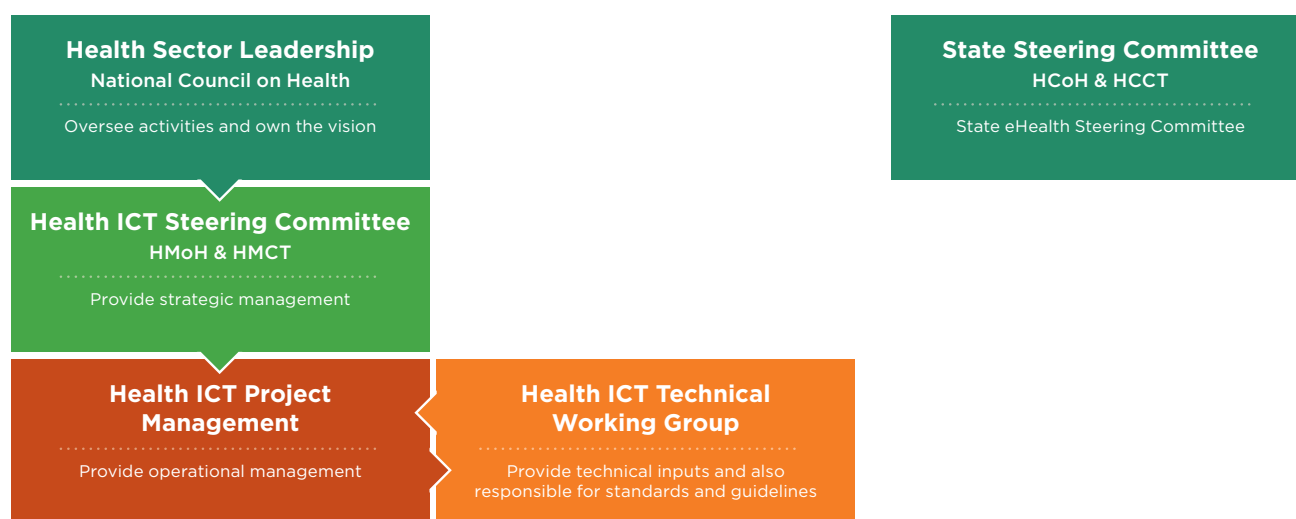 Health Sector Leadership
National Council on Health
Oversee activities and own the vision
State Steering Committee
HCoH & HCCT
State eHealth Steering Committee
Health ICT Steering Committee
HMoH & HMCT
Provide strategic management
Health ICT Project
Management
Provide operational management
Health ICT Technical
Working Group
Provide technical inputs and also
responsible for standards and guidelines